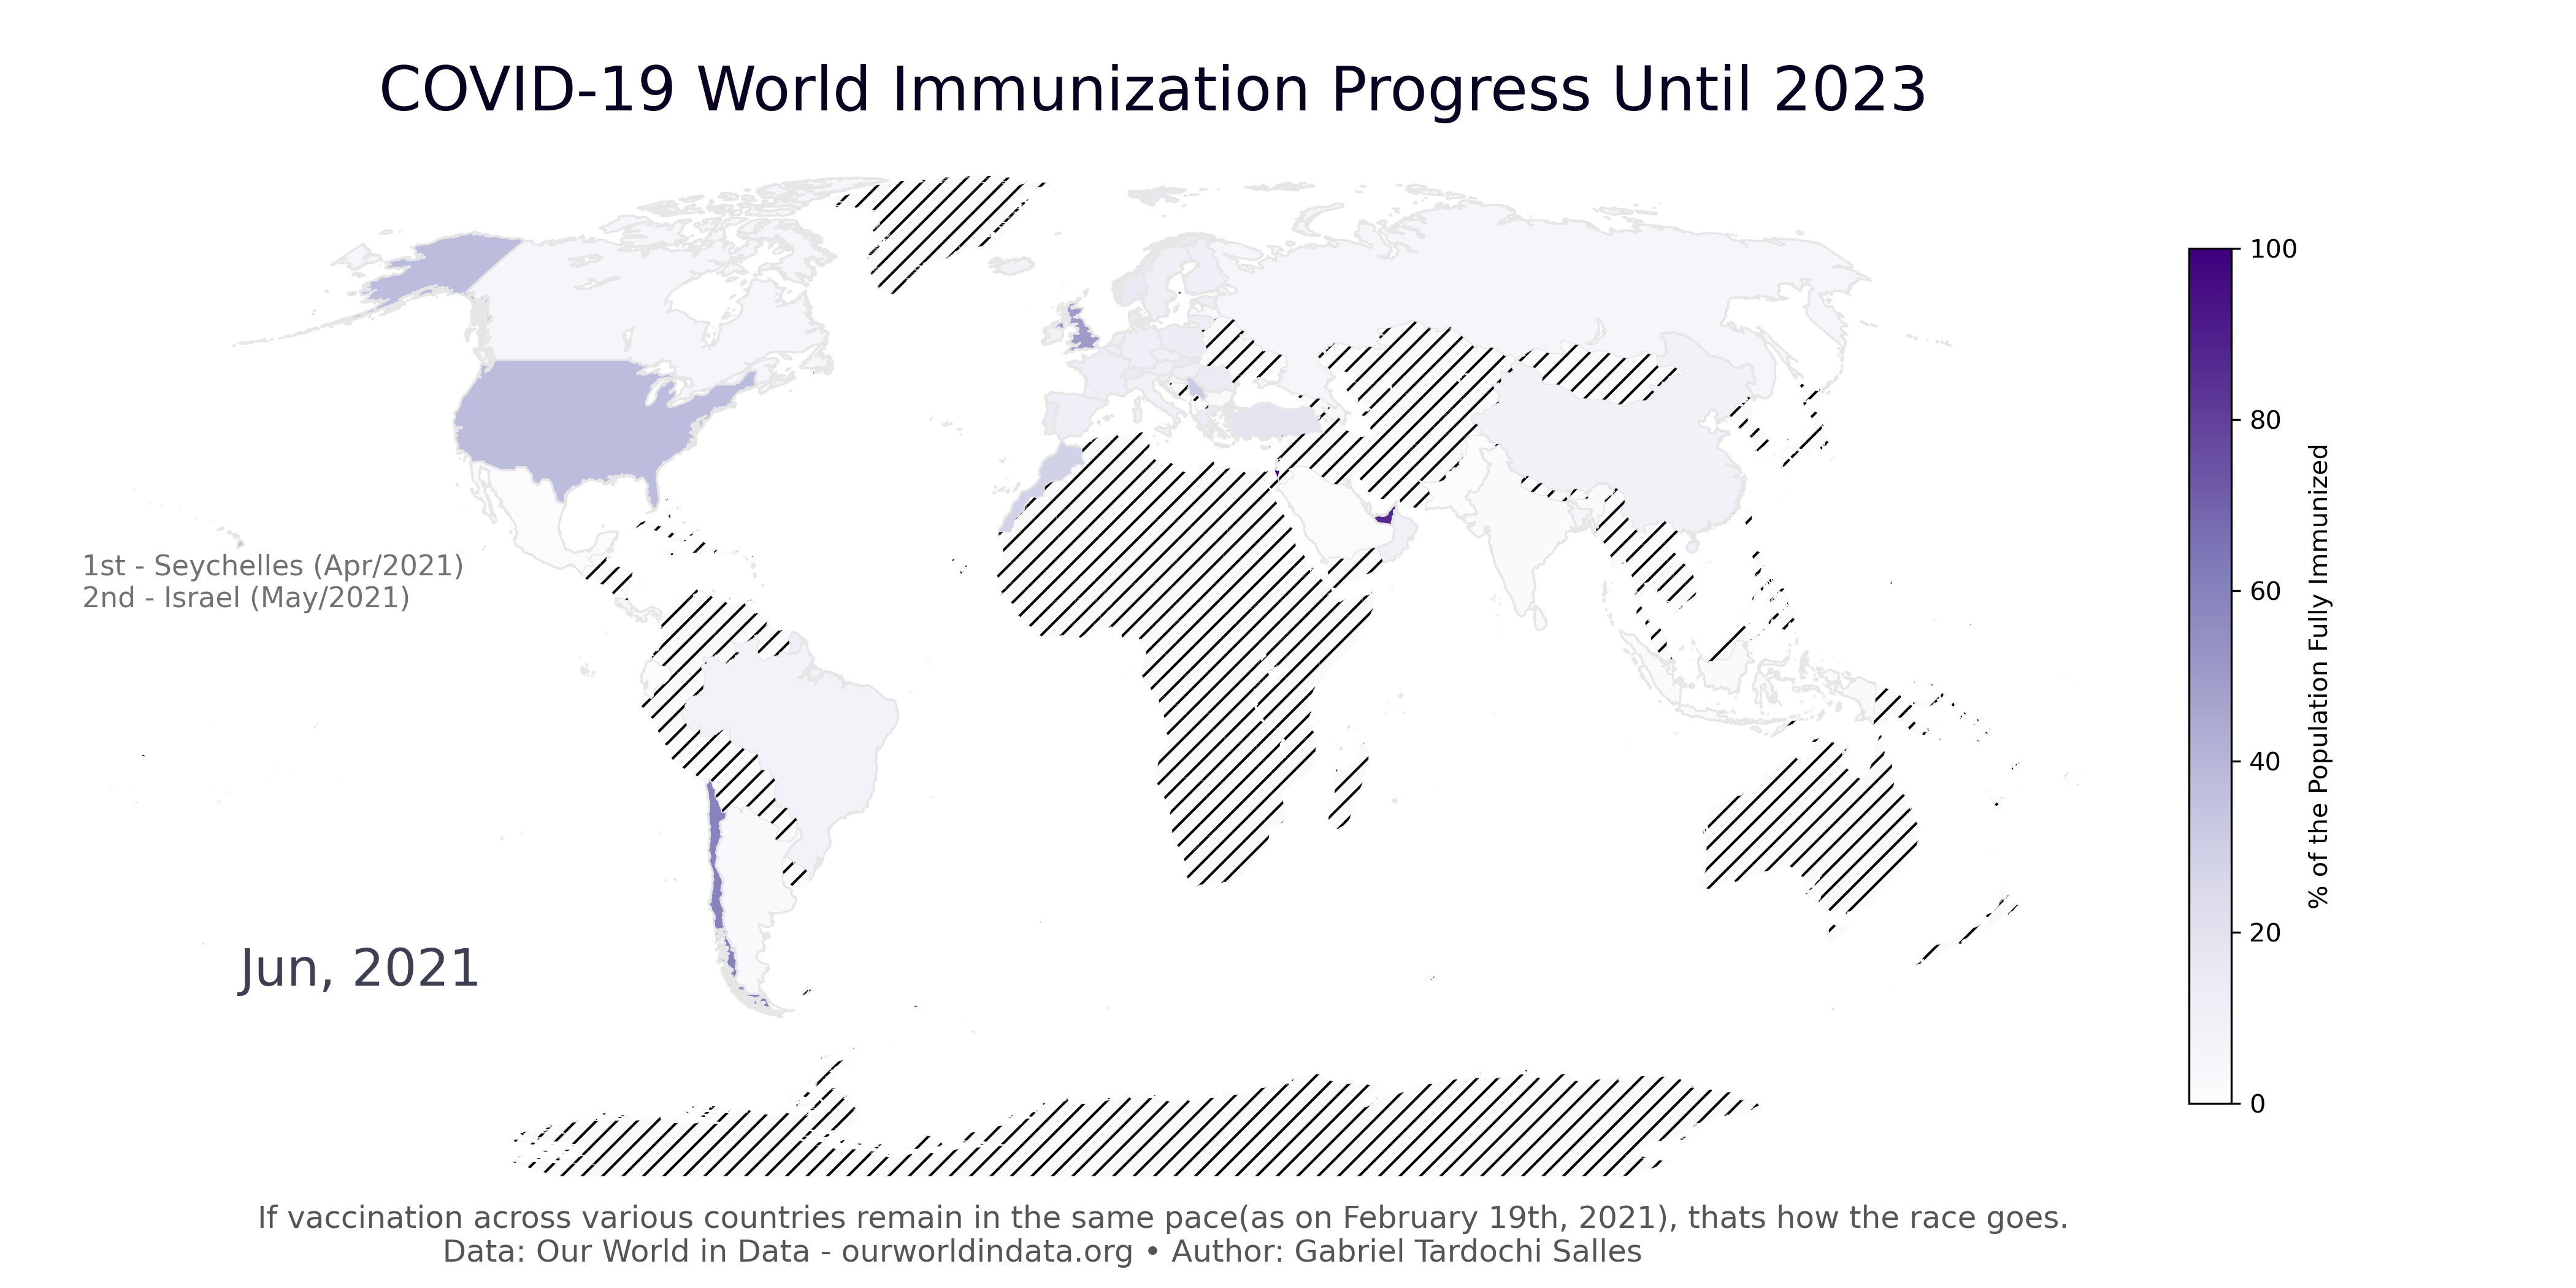 COVID-19 World Immunization Progress Until 2023
100
80
60
40
20
0
% of the Population Fully Immunized
1st - Seychelles (Apr/2021)
2nd - Israel (May/2021)
Jun, 2021
If vaccination across various countries remain in the same pace(as on February 19th, 2021), thats how the race goes.
Data: Our World in Data - ourworldindata.org • Author: Gabriel Tardochi Salles